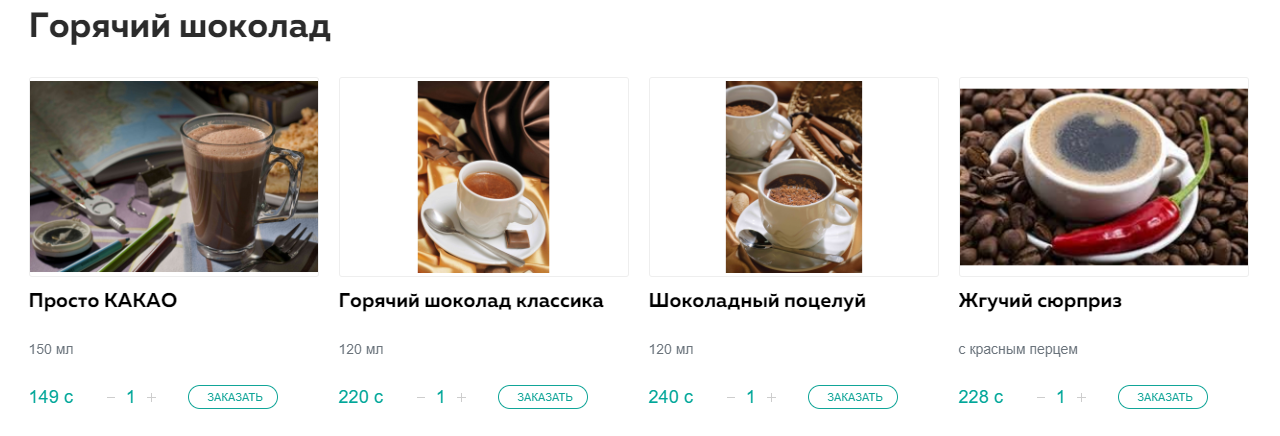 Горячий шоколад
Просто КАКАО
150 мл
149 с
− 1 +
ЗАКАЗАТЬ
Горячий шоколад классика
120 мл
220 с
− 1 +
ЗАКАЗАТЬ
Шоколадный поцелуй
120 мл
240 с
− 1 +
ЗАКАЗАТЬ
Жгучий сюрприз
с красным перцем
228 с
− 1 +
ЗАКАЗАТЬ